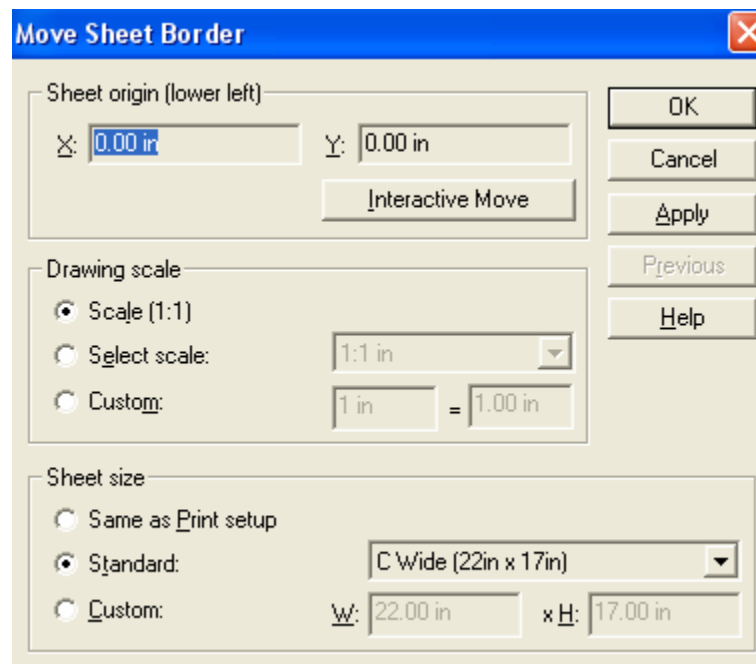 Move Sheet Border
Sheet origin (lower left)
X: 0.00 in Y: 0.00 in
Interactive Move
OK
Cancel
Apply
Previous
Help
Drawing scale
Scale (1:1)
Select scale: 1:1 in
Custom: 1 in = 1.00 in
Sheet size
Same as Print setup
Standard: C Wide (22in x 17in)
Custom: W: 22.00 in x H: 17.00 in